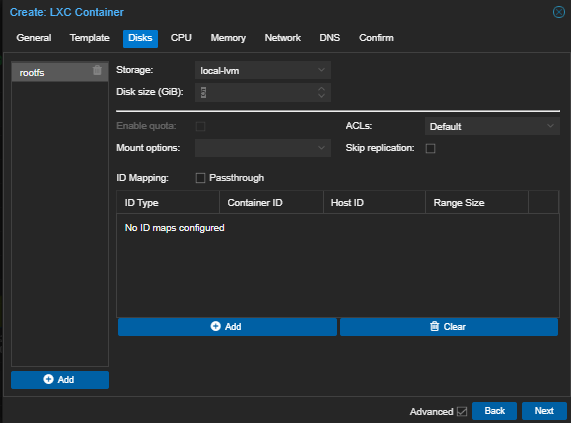 Create: LXC Container
General Template Disks CPU Memory Network DNS Confirm
rootfs
Storage: local-lvm
Disk size (GiB):
Enable quota: ACLs: Default
Mount options: Skip replication:
ID Mapping: Passthrough
ID Type Container ID Host ID Range Size
No ID maps configured
Add Clear
Add
Advanced Back Next